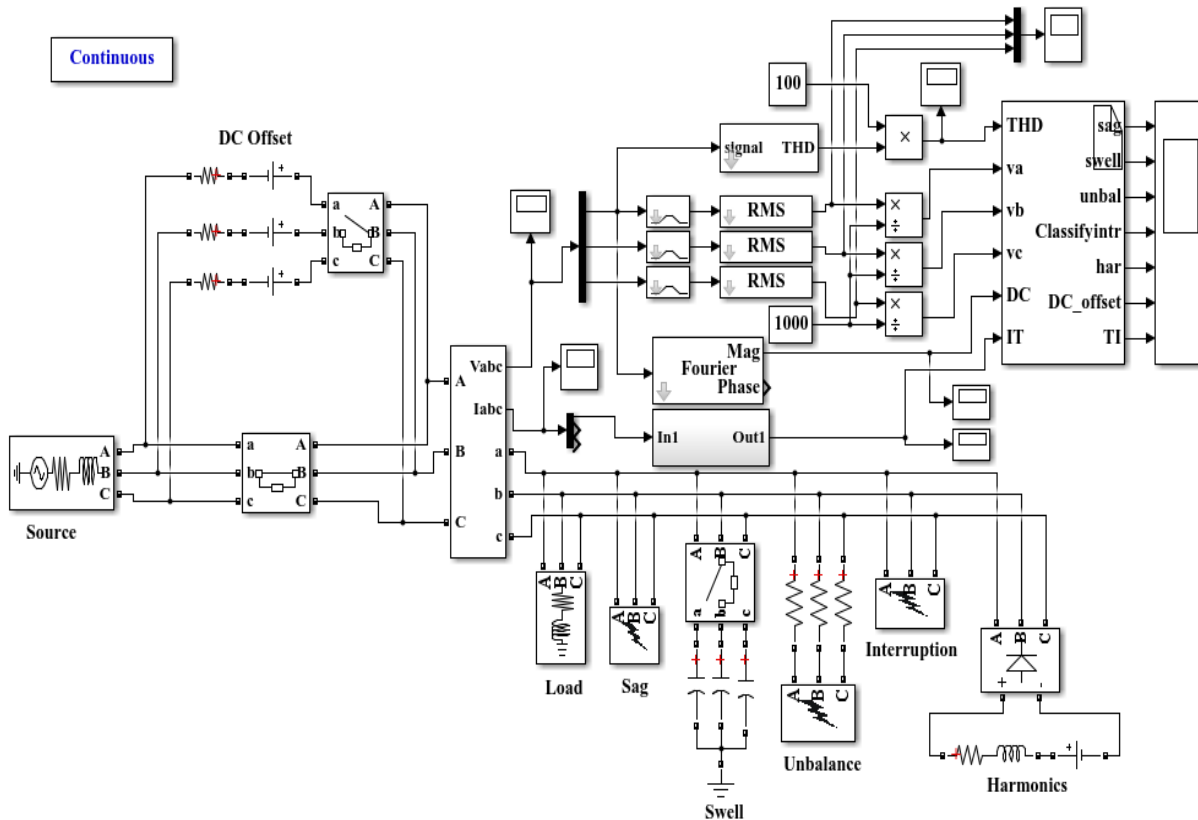 Continuous
DC Offset
a A
b B
c C
Source
A
B
C
a A
b B
c C
A
B
C
Vabc
Iabc
a
b
c
100
signal THD
×
RMS
RMS
RMS
×
÷
×
÷
×
÷
1000
Mag
Fourier
Phase
In1 Out1
THD
va
vb
vc
DC
IT
sag
swell
unbal
Classifyintr
har
DC_offset
TI
A B C
Load
A B C
Sag
A B C
a b c
Swell
A B C
Unbalance
A B C
Interruption
A B C
+ -
Harmonics